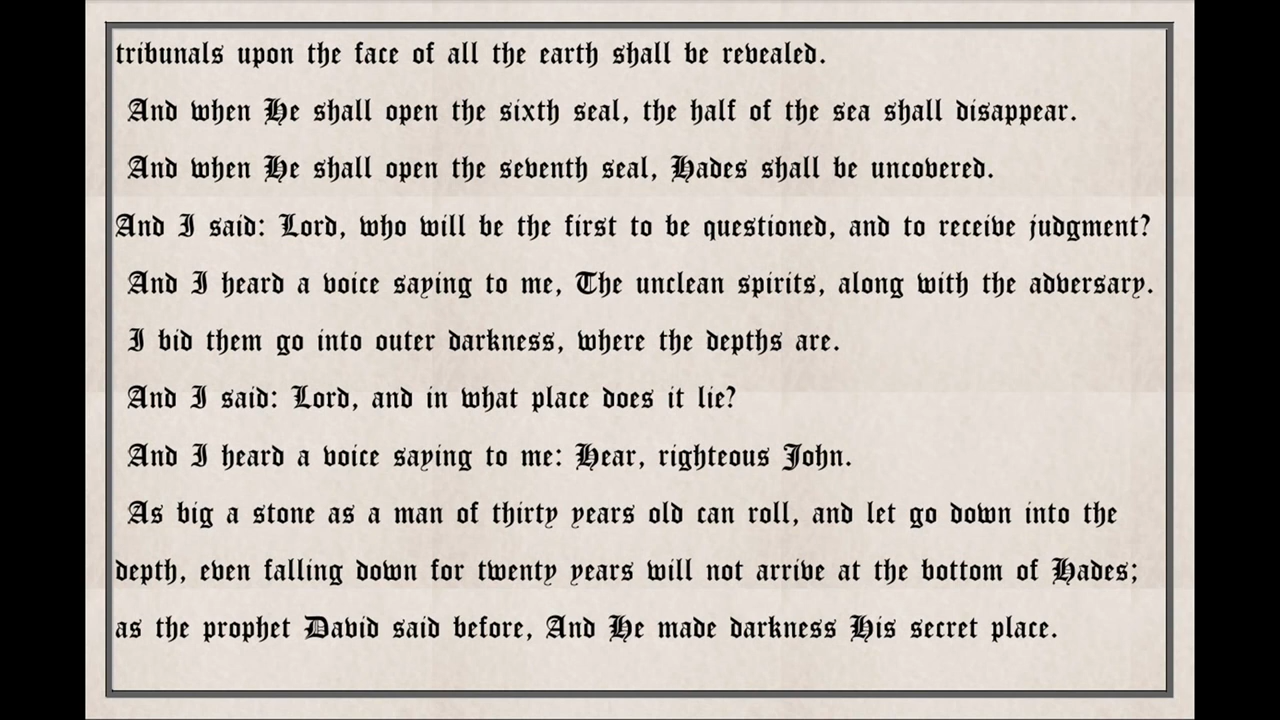 tribunals upon the face of all the earth shall be revealed.
And when He shall open the sixth seal, the half of the sea shall disappear.
And when He shall open the seventh seal, Hades shall be uncovered.
And I said: Lord, who will be the first to be questioned, and to receive judgment?
And I heard a voice saying to me, The unclean spirits, along with the adversary.
I bid them go into outer darkness, where the depths are.
And I said: Lord, and in what place does it lie?
And I heard a voice saying to me: Hear, righteous John.
As big a stone as a man of thirty years old can roll, and let go down into the
depth, even falling down for twenty years will not arrive at the bottom of Hades;
as the prophet David said before, And He made darkness His secret place.